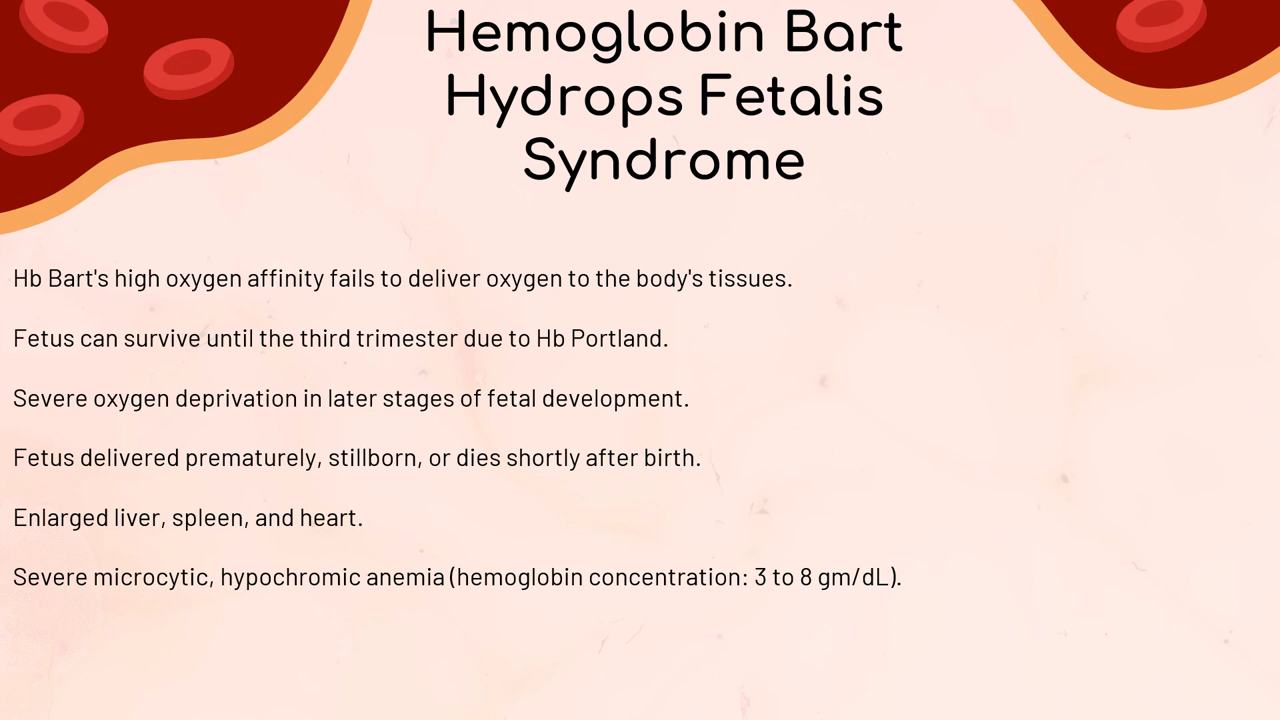 Hemoglobin Bart
Hydrops Fetalis
Syndrome
Hb Bart's high oxygen affinity fails to deliver oxygen to the body's tissues.
Fetus can survive until the third trimester due to Hb Portland.
Severe oxygen deprivation in later stages of fetal development.
Fetus delivered prematurely, stillborn, or dies shortly after birth.
Enlarged liver, spleen, and heart.
Severe microcytic, hypochromic anemia (hemoglobin concentration: 3 to 8 gm/dL).